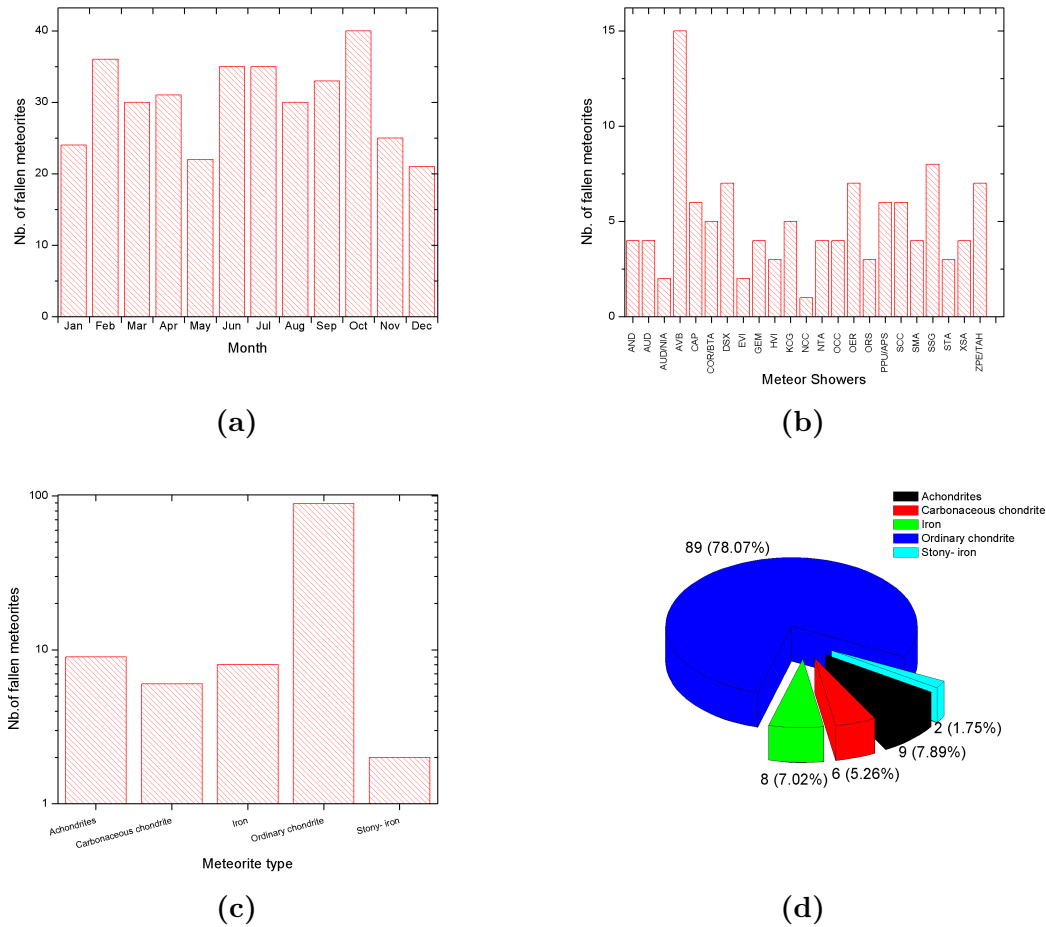 40
30
20
10
0
Nb. of fallen meteorites
Jan Feb Mar Apr May Jun Jul Aug Sep Oct Nov Dec
Month
(a)
15
10
5
0
Nb. of fallen meteorites
AND AUD AUD/NIA AVB CAP COR/BTA DSX EVI GEM HVI KCG NCC NTA OCC OER ORS PPU/APS SCC SMA SSG STA XSA ZPE/TAH
Meteor Showers
(b)
100
10
1
Nb.of fallen meteorites
Achondrites Carbonaceous chondrite Iron Ordinary chondrite Stony- iron
Meteorite type
(c)
Achondrites
Carbonaceous chondrite
Iron
Ordinary chondrite
Stony- iron
89 (78.07%)
2 (1.75%)
9 (7.89%)
8 (7.02%) 6 (5.26%)
(d)